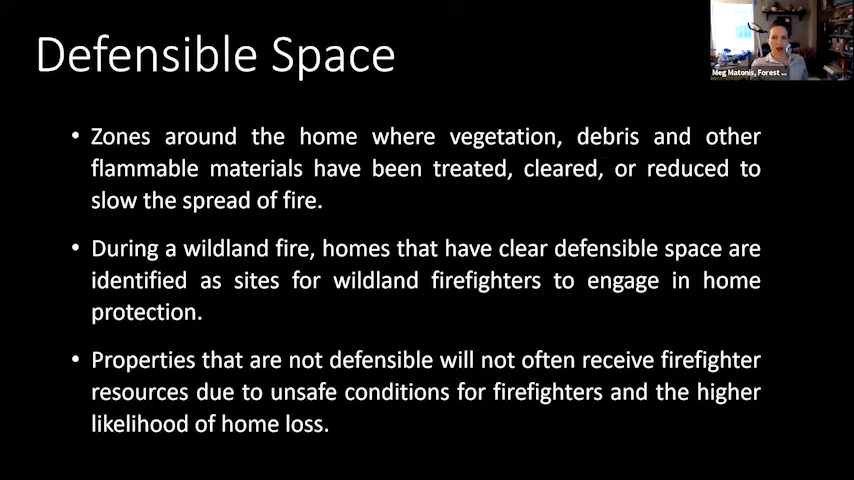 Defensible Space
Meg Matonis, Forest ...
• Zones around the home where vegetation, debris and other
flammable materials have been treated, cleared, or reduced to
slow the spread of fire.
• During a wildland fire, homes that have clear defensible space are
identified as sites for wildland firefighters to engage in home
protection.
• Properties that are not defensible will not often receive firefighter
resources due to unsafe conditions for firefighters and the higher
likelihood of home loss.